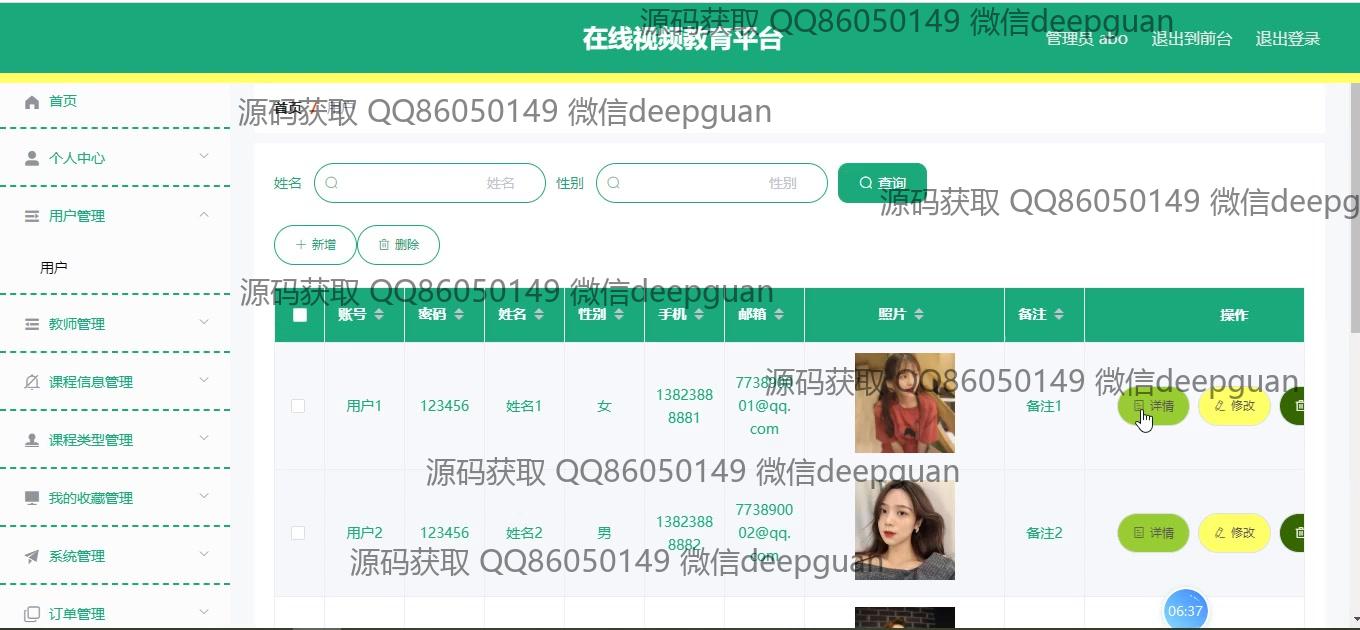 源码获取 QQ86050149 微信deepguan
在线视频教育平台
管理员 abo 退出到前台 退出登录
首页
源码获取 QQ86050149 微信deepguan
首页 / 用户
个人中心
姓名 姓名 性别 性别 查询
源码获取 QQ86050149 微信deepg
用户管理
新增 删除
用户
源码获取 QQ86050149 微信deepguan
账号 密码 姓名 性别 手机 邮箱 照片 备注 操作
教师管理
课程信息管理
源码获取 QQ86050149 微信deepguan
用户1 123456 姓名1 女 13823888881 773890001@qq.com 备注1 详情 修改
课程类型管理
源码获取 QQ86050149 微信deepguan
我的收藏管理
用户2 123456 姓名2 男 13823888882 773890002@qq.com 备注2 详情 修改
系统管理
源码获取 QQ86050149 微信deepguan
订单管理
06:37